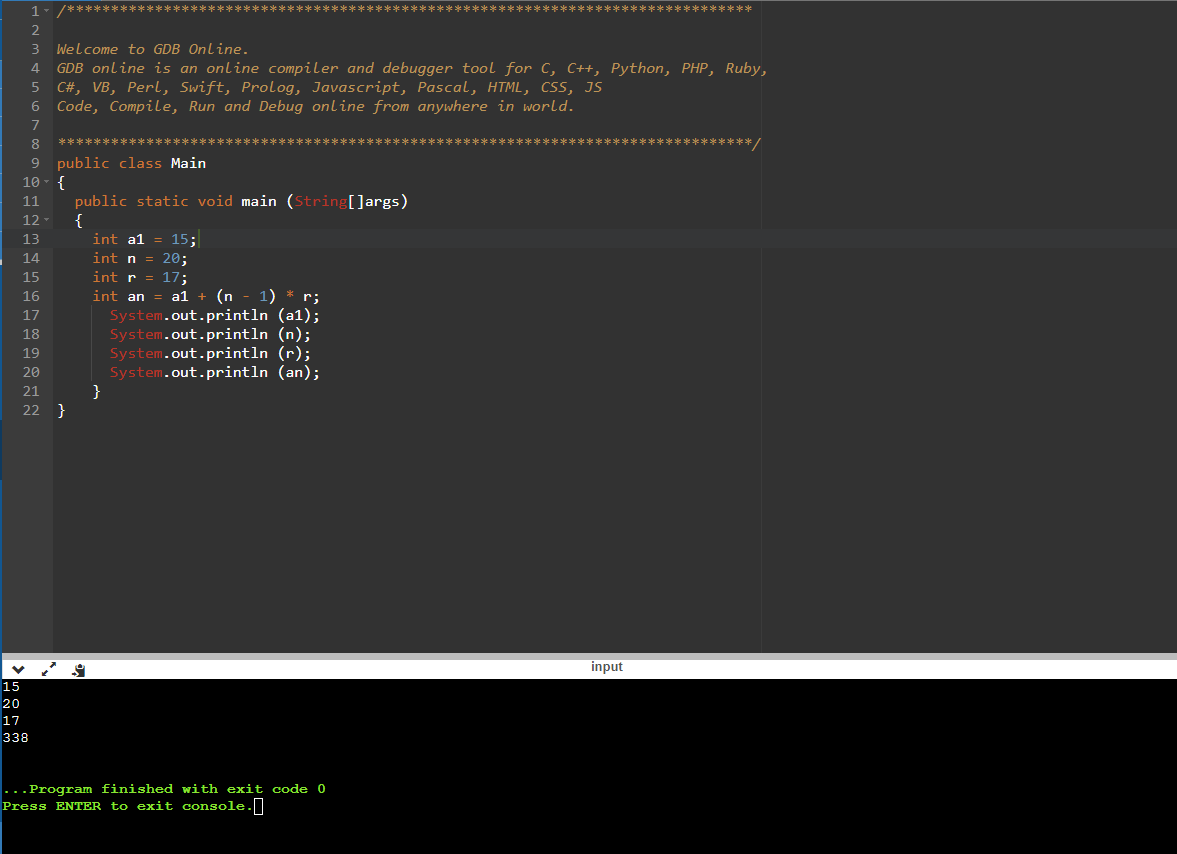 1 /******************************************************************************
2
3 Welcome to GDB Online.
4 GDB online is an online compiler and debugger tool for C, C++, Python, PHP, Ruby,
5 C#, VB, Perl, Swift, Prolog, Javascript, Pascal, HTML, CSS, JS
6 Code, Compile, Run and Debug online from anywhere in world.
7
8 *******************************************************************************/
9 public class Main
10 {
11   public static void main (String[]args)
12   {
13     int a1 = 15;
14     int n = 20;
15     int r = 17;
16     int an = a1 + (n - 1) * r;
17       System.out.println (a1);
18       System.out.println (n);
19       System.out.println (r);
20       System.out.println (an);
21     }
22 }
input
15
20
17
338
...Program finished with exit code 0
Press ENTER to exit console.